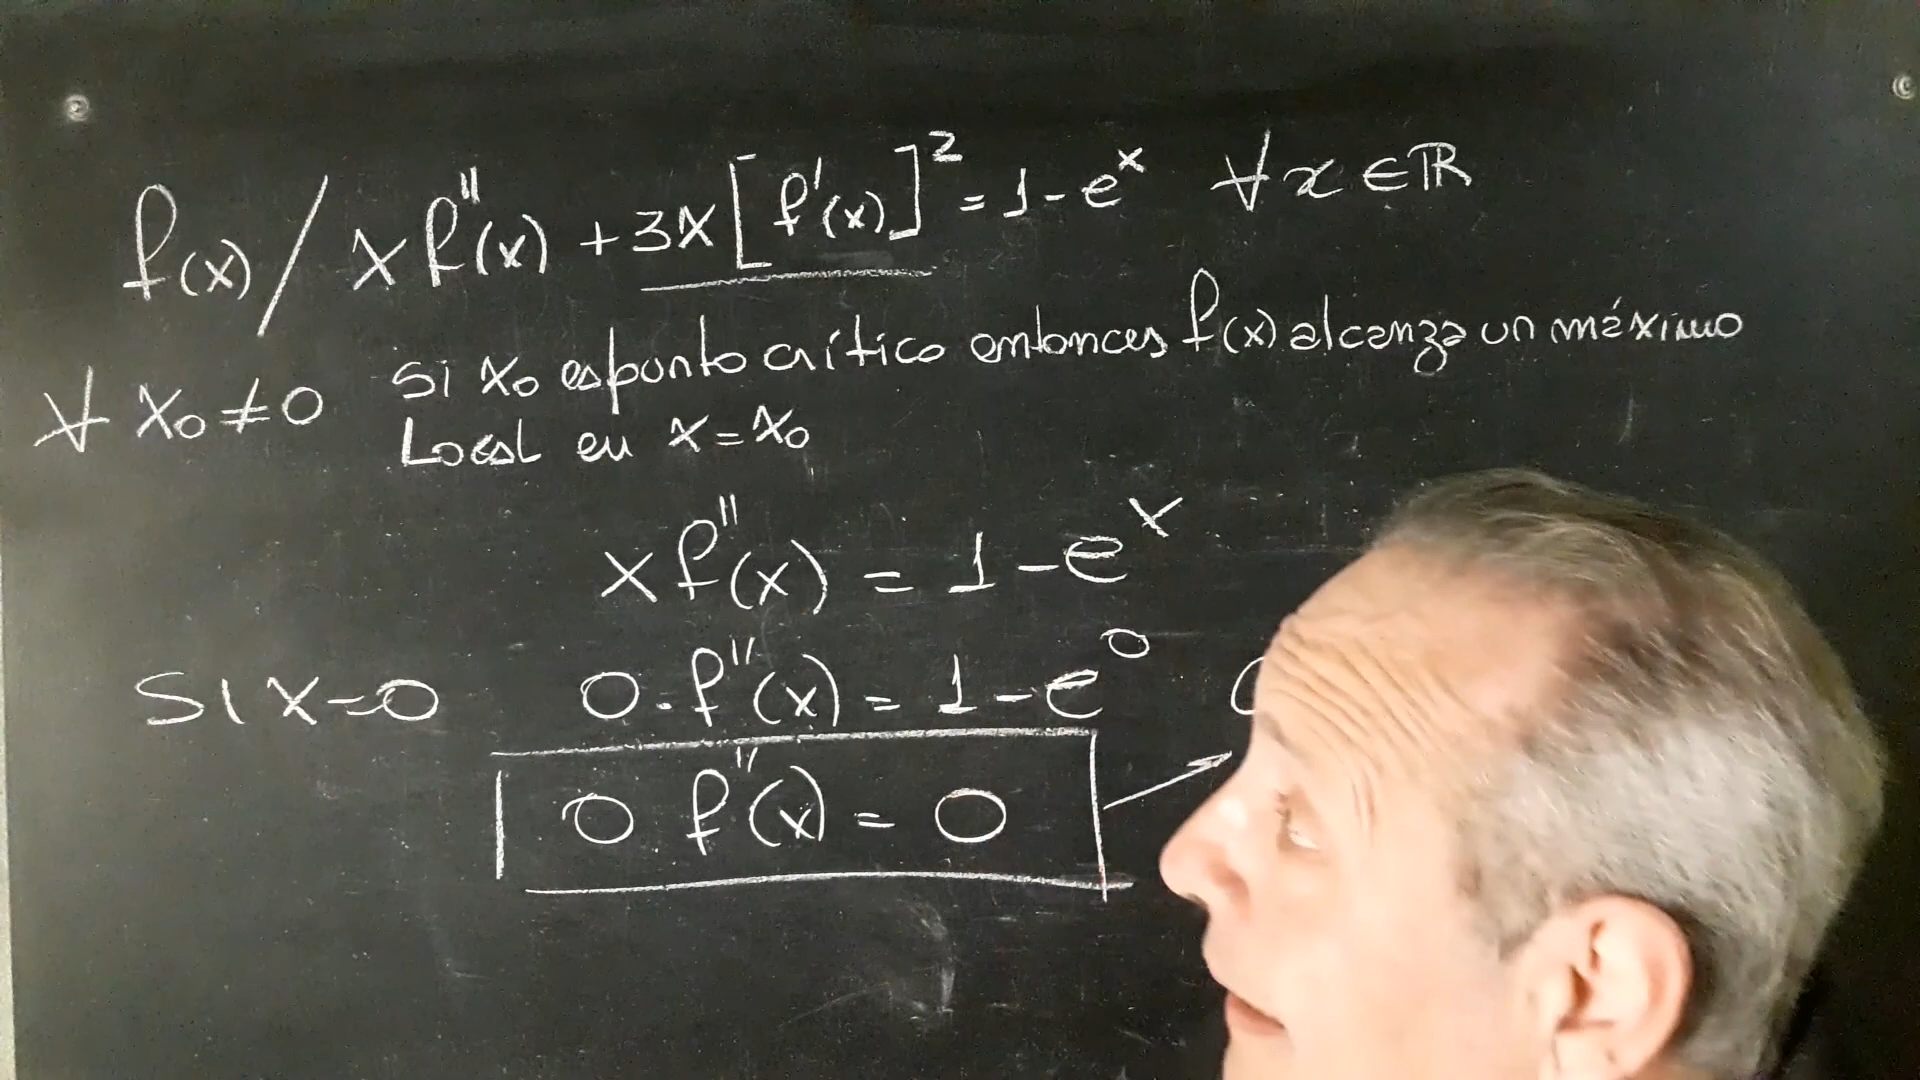 f(x) / x f''(x) + 3x [f'(x)]² = 1 - eˣ ∀ x ∈ ℝ
∀ x₀ ≠ 0 Si x₀ es punto crítico entonces f(x) alcanza un máximo
Local en x = x₀
x f''(x) = 1 - eˣ
Si x = 0 0 . f''(x) = 1 - e⁰
0 f''(x) = 0